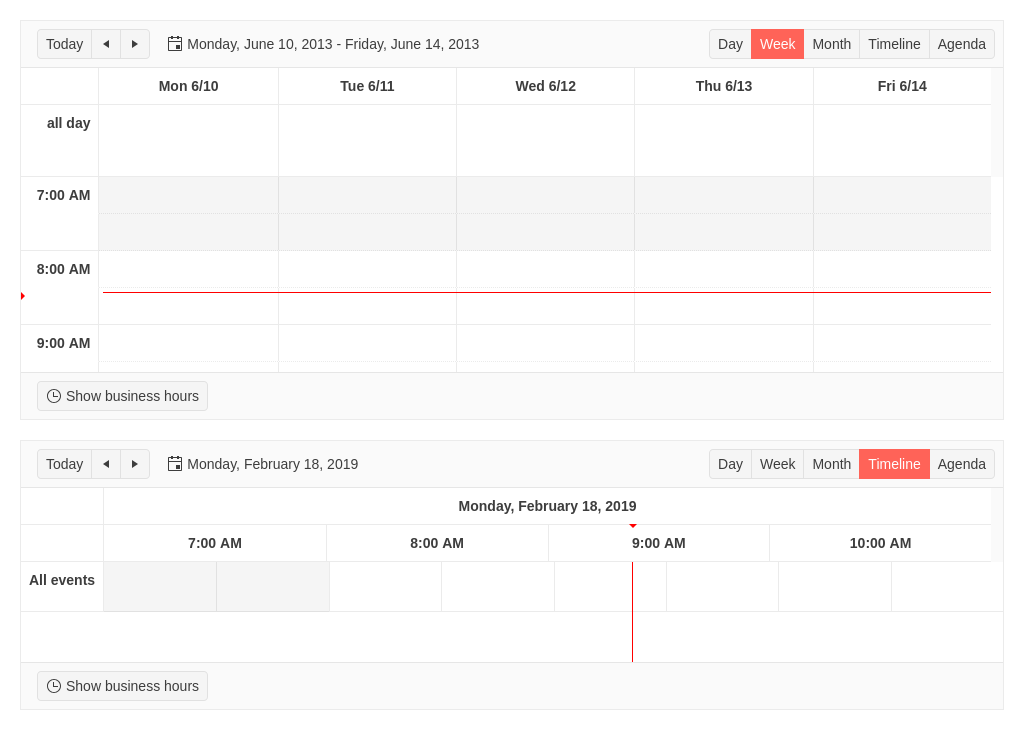 Today Monday, June 10, 2013 - Friday, June 14, 2013 Day Week Month Timeline Agenda
Mon 6/10 Tue 6/11 Wed 6/12 Thu 6/13 Fri 6/14
all day
7:00 AM
8:00 AM
9:00 AM
Show business hours
Today Monday, February 18, 2019 Day Week Month Timeline Agenda
Monday, February 18, 2019
7:00 AM 8:00 AM 9:00 AM 10:00 AM
All events
Show business hours